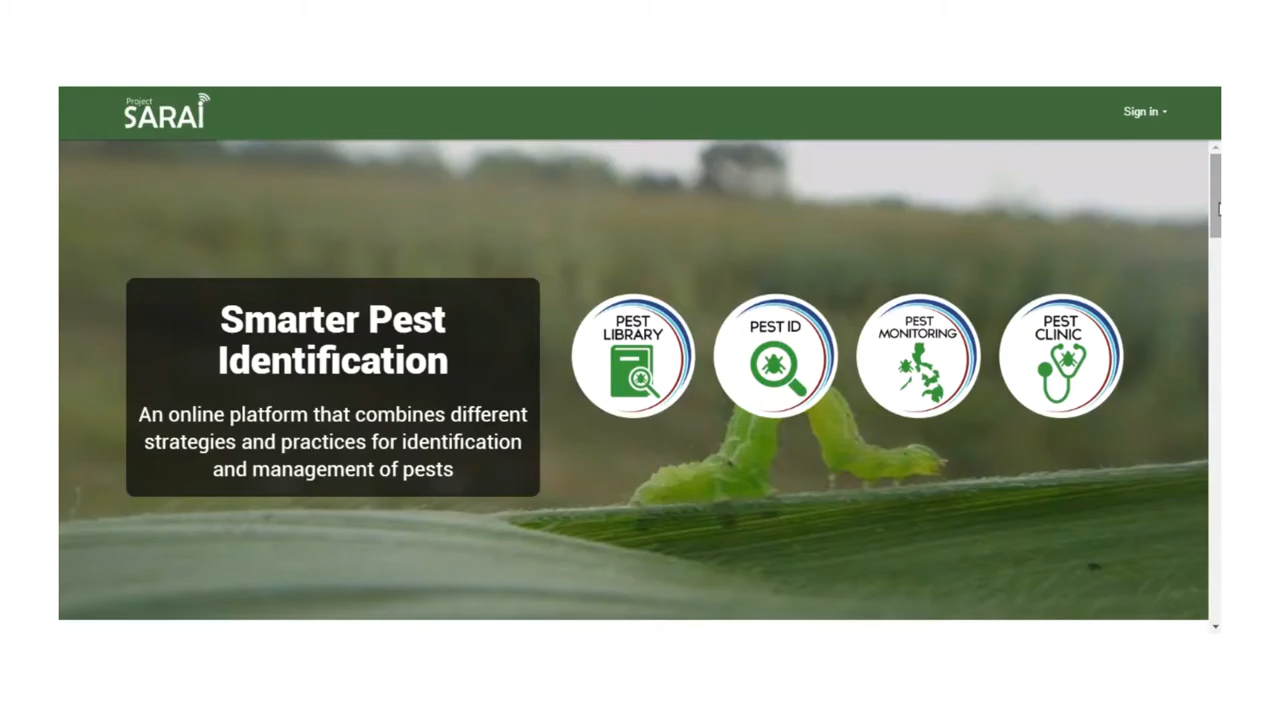 Project
SARAI
Sign in
Smarter Pest
Identification
An online platform that combines different
strategies and practices for identification
and management of pests
PEST
LIBRARY
PEST ID
PEST
MONITORING
PEST
CLINIC